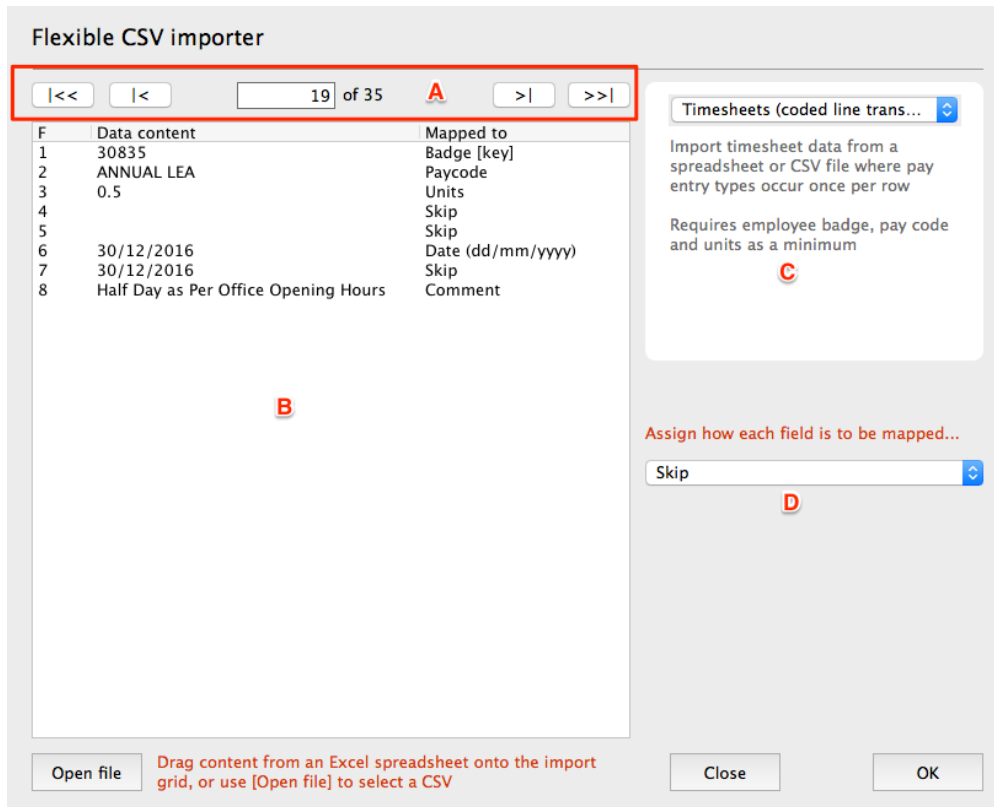 Flexible CSV importer
|<< |< 19 of 35 A >| >>|
F Data content Mapped to
1 30835 Badge [key]
2 ANNUAL LEA Paycode
3 0.5 Units
4 Skip
5 Skip
6 30/12/2016 Date (dd/mm/yyyy)
7 30/12/2016 Skip
8 Half Day as Per Office Opening Hours Comment
B
Timesheets (coded line trans...
Import timesheet data from a
spreadsheet or CSV file where pay
entry types occur once per row
Requires employee badge, pay code
and units as a minimum
C
Assign how each field is to be mapped...
Skip
D
Open file
Drag content from an Excel spreadsheet onto the import
grid, or use [Open file] to select a CSV
Close OK